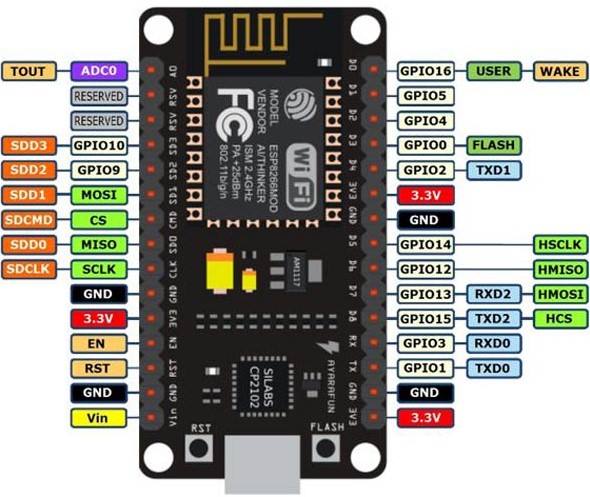 TOUT ADC0 A0
RESERVED RSV
RESERVED RSV
SDD3 GPIO10 SD3
SDD2 GPIO9 SD2
SDD1 MOSI SD1
SDCMD CS CMD
SDD0 MISO SD0
SDCLK SCLK CLK
GND GND
3.3V 3V3
EN EN
RST RST
GND GND
Vin Vin
MODEL
VENDOR
ESP8266MOD
AI/THINKER
ISM 2.4GHz
PA +25dBm
802.11b/g/n
FC
Wi Fi
AM1117
SILABS
CP2102
AYARAFUN
RST
FLASH
D0 GPIO16 USER WAKE
D1 GPIO5
D2 GPIO4
D3 GPIO0 FLASH
D4 GPIO2 TXD1
3V3 3.3V
GND GND
D5 GPIO14 HSCLK
D6 GPIO12 HMISO
D7 GPIO13 RXD2 HMOSI
D8 GPIO15 TXD2 HCS
RX GPIO3 RXD0
TX GPIO1 TXD0
GND GND
3V3 3.3V